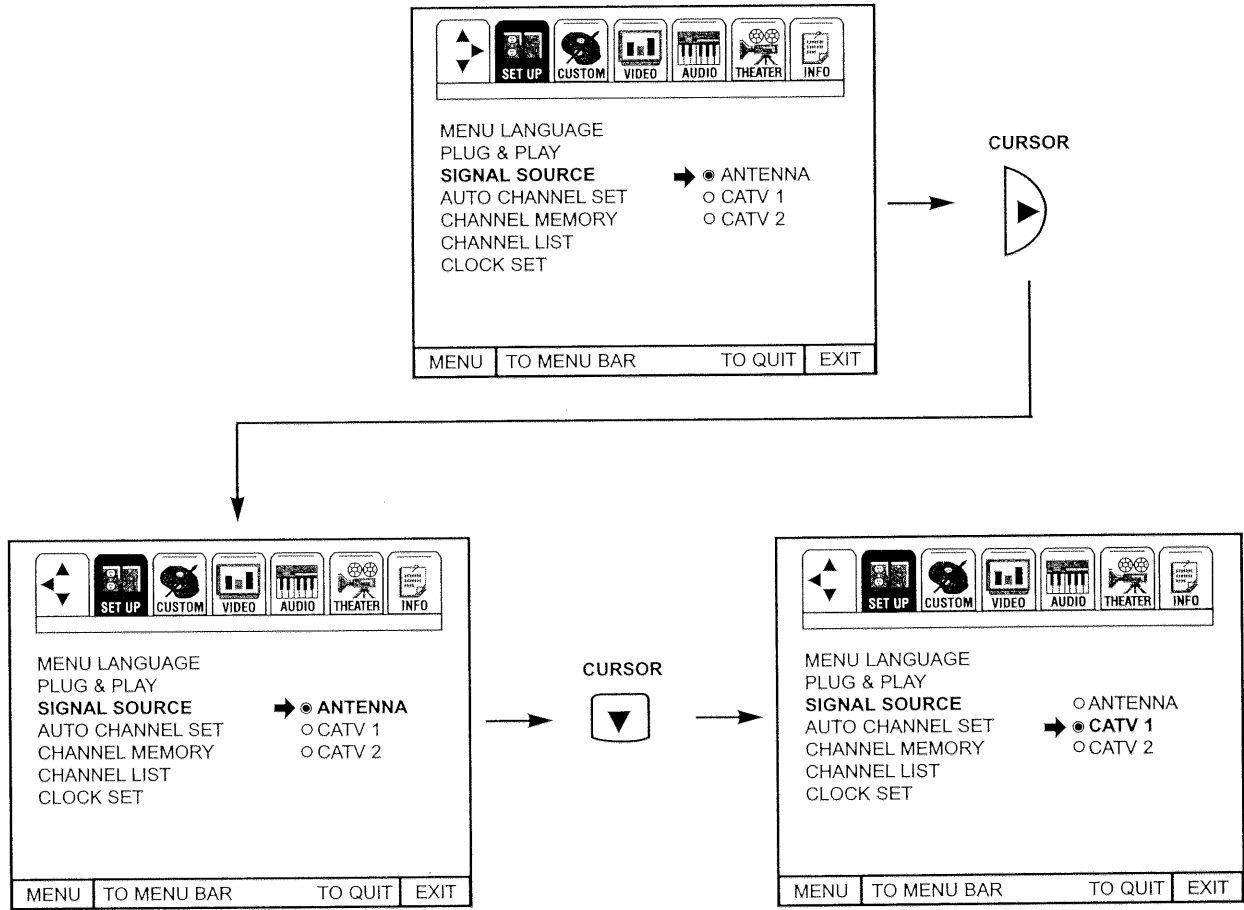 SET UP CUSTOM VIDEO AUDIO THEATER INFO
MENU LANGUAGE
PLUG & PLAY
SIGNAL SOURCE ANTENNA
AUTO CHANNEL SET CATV 1
CHANNEL MEMORY CATV 2
CHANNEL LIST
CLOCK SET
MENU TO MENU BAR TO QUIT EXIT
CURSOR
SET UP CUSTOM VIDEO AUDIO THEATER INFO
MENU LANGUAGE
PLUG & PLAY
SIGNAL SOURCE ANTENNA
AUTO CHANNEL SET CATV 1
CHANNEL MEMORY CATV 2
CHANNEL LIST
CLOCK SET
MENU TO MENU BAR TO QUIT EXIT
CURSOR
SET UP CUSTOM VIDEO AUDIO THEATER INFO
MENU LANGUAGE
PLUG & PLAY
SIGNAL SOURCE ANTENNA
AUTO CHANNEL SET CATV 1
CHANNEL MEMORY CATV 2
CHANNEL LIST
CLOCK SET
MENU TO MENU BAR TO QUIT EXIT